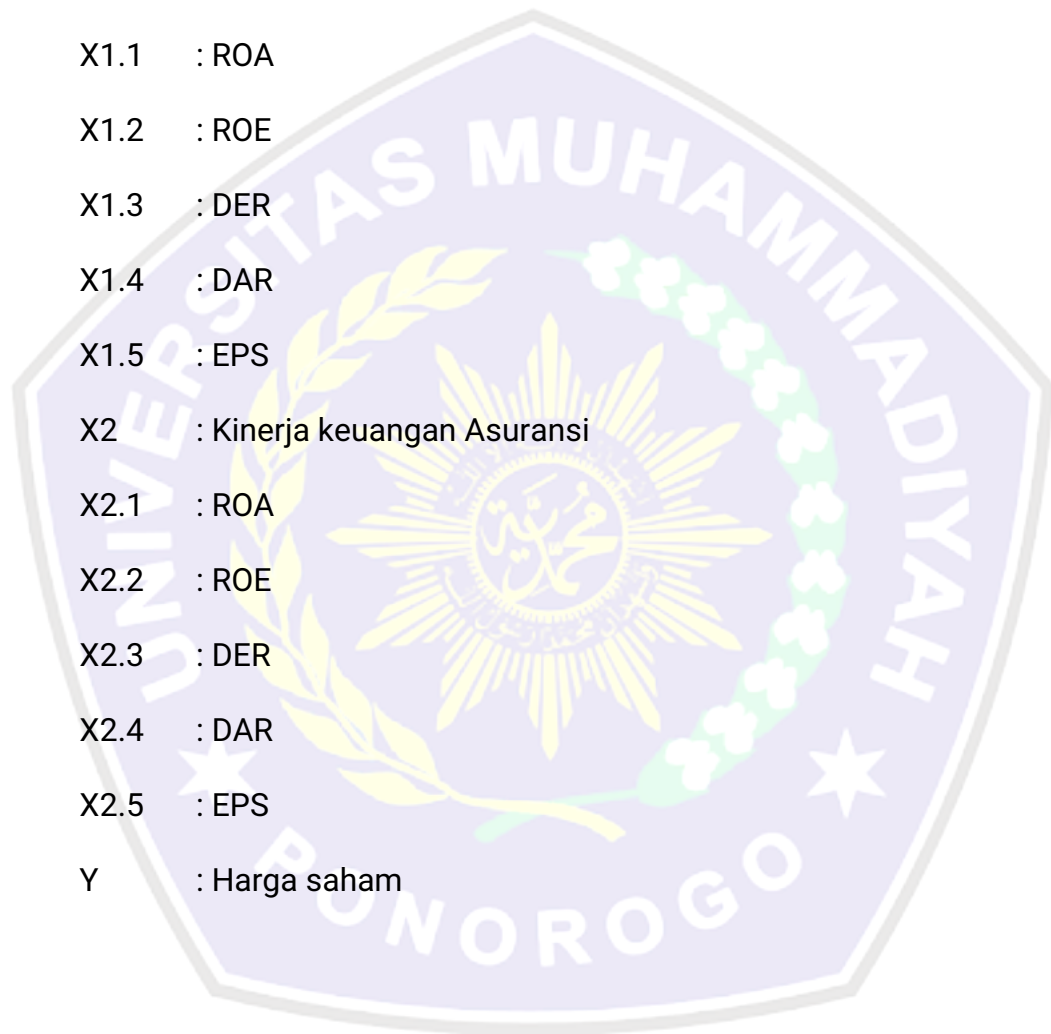 X1.1 : ROA
X1.2 : ROE
X1.3 : DER
X1.4 : DAR
X1.5 : EPS
X2 : Kinerja keuangan Asuransi
X2.1 : ROA
X2.2 : ROE
X2.3 : DER
X2.4 : DAR
X2.5 : EPS
Y : Harga saham
UNIVERSITAS MUHAMMADIYAH
PONOROGO